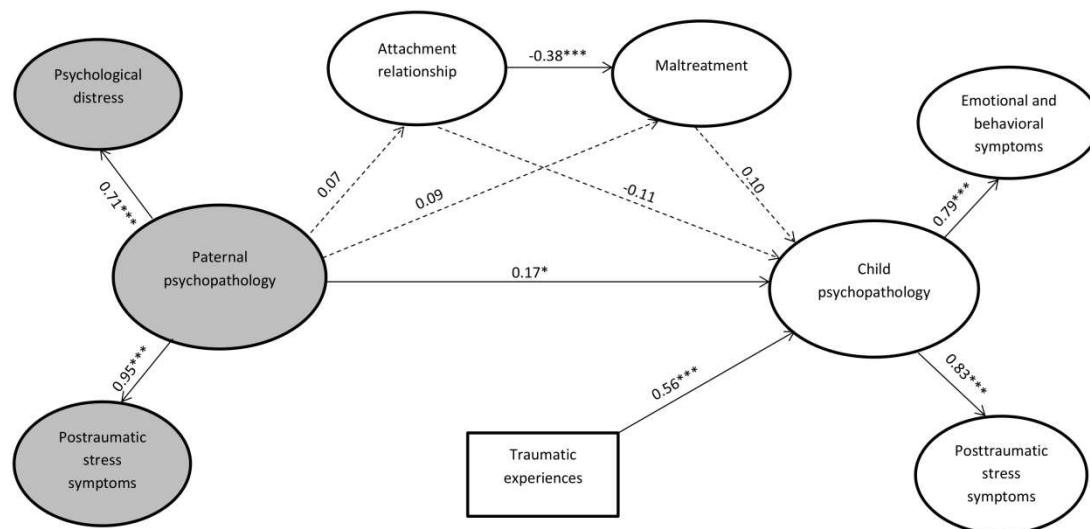 Psychological
distress
Attachment
relationship
-0.38***
Maltreatment
Emotional and
behavioral
symptoms
0.71***
0.07
0.09
-0.11
0.10
0.79***
Paternal
psychopathology
0.17*
Child
psychopathology
0.95***
0.56***
0.83***
Postraumatic
stress
symptoms
Traumatic
experiences
Posttraumatic
stress
symptoms